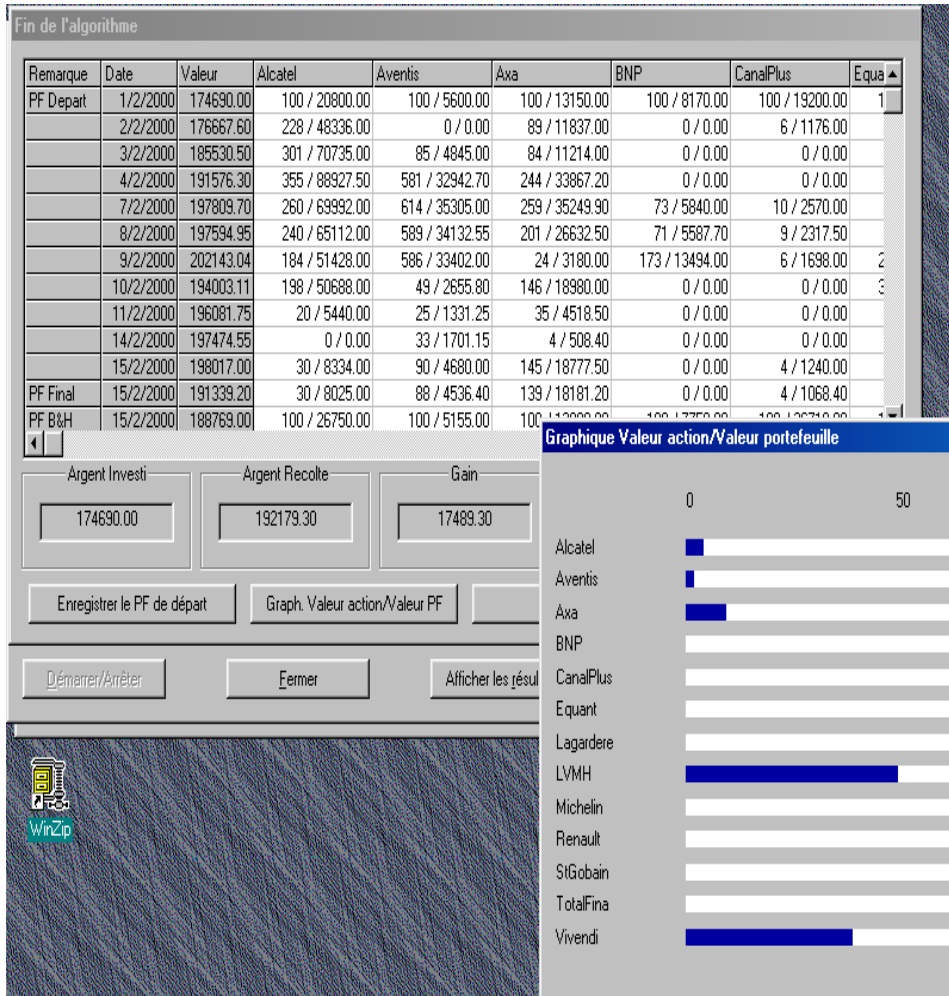 Fin de l'algorithme
Remarque Date Valeur Alcatel Aventis Axa BNP CanalPlus Equa
PF Depart 1/2/2000 174690.00 100 / 20800.00 100 / 5600.00 100 / 13150.00 100 / 8170.00 100 / 19200.00 1
2/2/2000 176667.60 228 / 48336.00 0 / 0.00 89 / 11837.00 0 / 0.00 6 / 1176.00
3/2/2000 185530.50 301 / 70735.00 85 / 4845.00 84 / 11214.00 0 / 0.00 0 / 0.00
4/2/2000 191576.30 355 / 88927.50 581 / 32942.70 244 / 33867.20 0 / 0.00 0 / 0.00
7/2/2000 197809.70 260 / 69992.00 614 / 35305.00 259 / 35249.90 73 / 5840.00 10 / 2570.00
8/2/2000 197594.95 240 / 65112.00 589 / 34132.55 201 / 26632.50 71 / 5587.70 9 / 2317.50
9/2/2000 202143.04 184 / 51428.00 586 / 33402.00 24 / 3180.00 173 / 13494.00 6 / 1698.00 2
10/2/2000 194003.11 198 / 50688.00 49 / 2655.80 146 / 18980.00 0 / 0.00 0 / 0.00 3
11/2/2000 196081.75 20 / 5440.00 25 / 1331.25 35 / 4518.50 0 / 0.00 0 / 0.00
14/2/2000 197474.55 0 / 0.00 33 / 1701.15 4 / 508.40 0 / 0.00 0 / 0.00
15/2/2000 198017.00 30 / 8334.00 90 / 4680.00 145 / 18777.50 0 / 0.00 4 / 1240.00
PF Final 15/2/2000 191339.20 30 / 8025.00 88 / 4536.40 139 / 18181.20 0 / 0.00 4 / 1068.40
PF B&H 15/2/2000 188769.00 100 / 26750.00 100 / 5155.00
Argent Investi Argent Recolte Gain
174690.00 192179.30 17489.30
Enregistrer le PF de départ Graph. Valeur action/Valeur PF
Démarrer/Arrêter Fermer Afficher les résul
WinZip
Graphique Valeur action/Valeur portefeuille
0 50
Alcatel
Aventis
Axa
BNP
CanalPlus
Equant
Lagardere
LVMH
Michelin
Renault
StGobain
TotalFina
Vivendi